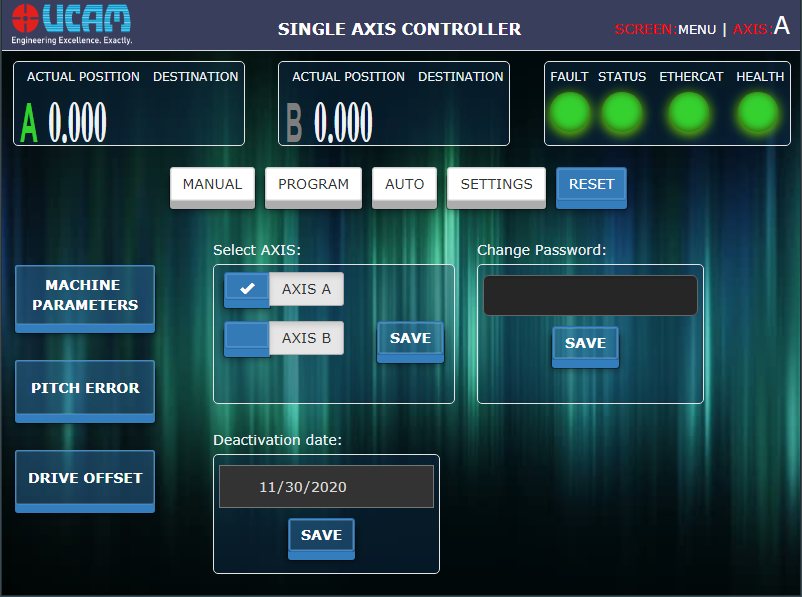 UCAM
Engineering Excellence. Exactly.
SINGLE AXIS CONTROLLER
SCREEN:MENU | AXIS:A
ACTUAL POSITION DESTINATION
A 0.000
ACTUAL POSITION DESTINATION
B 0.000
FAULT STATUS ETHERCAT HEALTH
MANUAL PROGRAM AUTO SETTINGS RESET
MACHINE
PARAMETERS
PITCH ERROR
DRIVE OFFSET
Select AXIS:
AXIS A
AXIS B
SAVE
Change Password:
SAVE
Deactivation date:
11/30/2020
SAVE